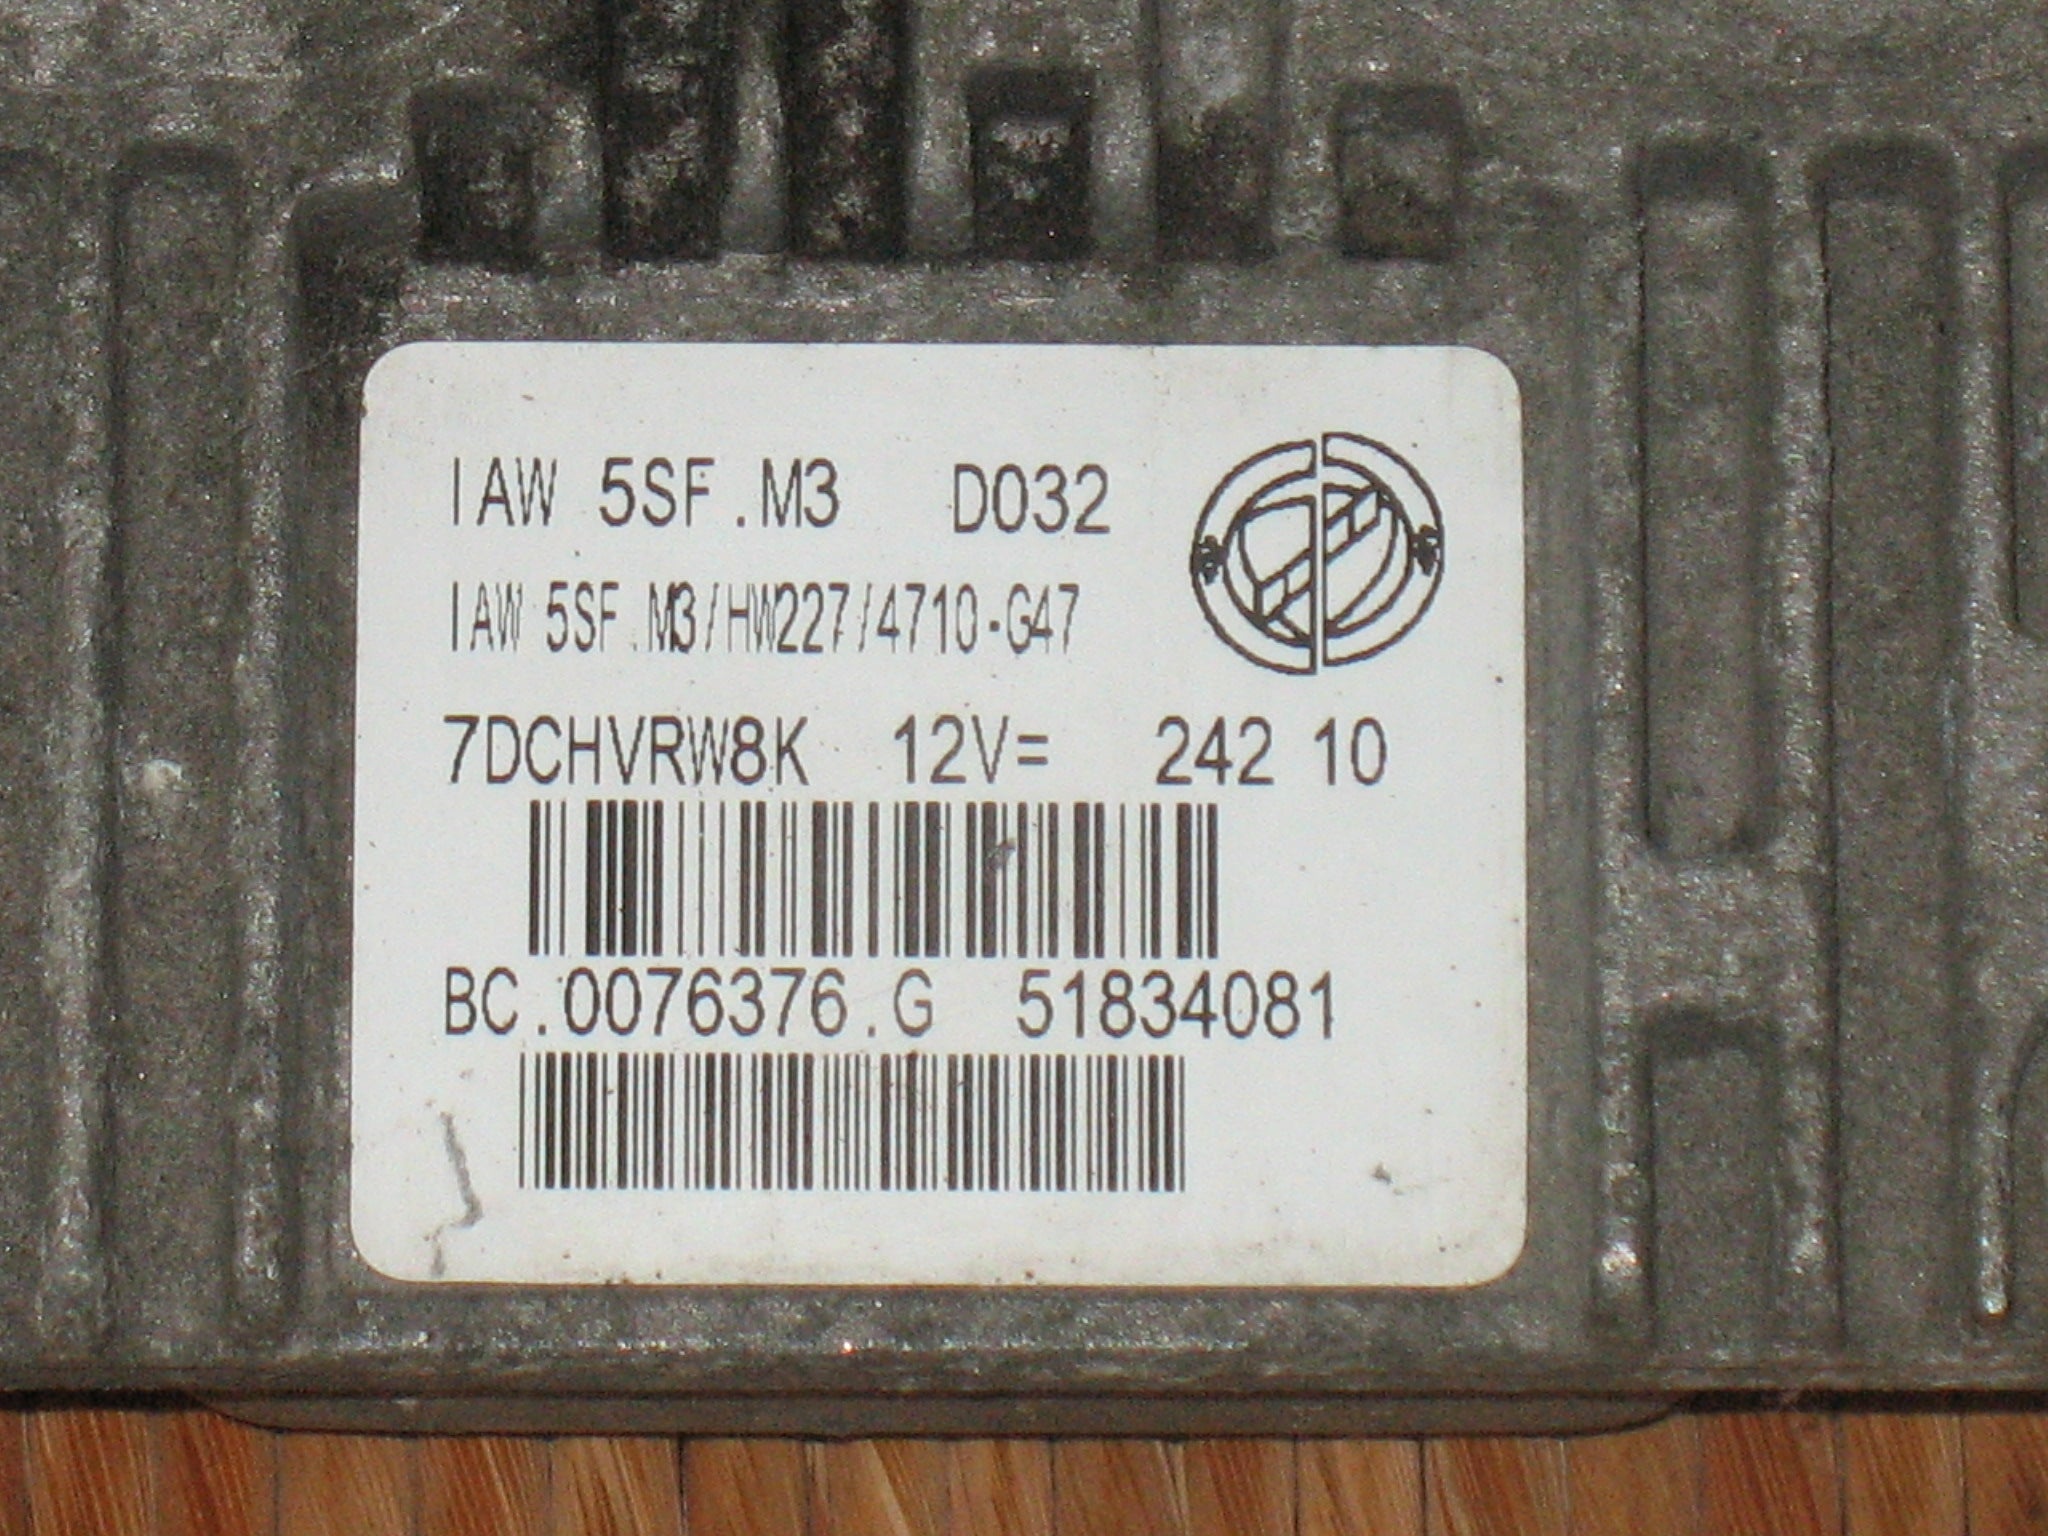 IAW 5SF.M3 D032
IAW 5SF.M3/HW227/4710-G47
7DCHVRW8K 12V= 242 10
BC.0076376.G 51834081